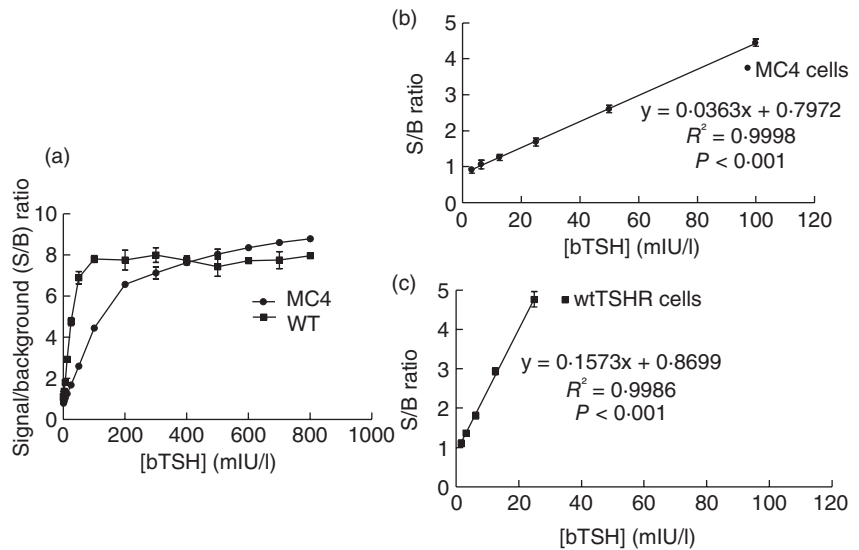 (a)
Signal/background (S/B) ratio
10
8
6
4
2
0
0 200 400 600 800 1000
[bTSH] (mIU/l)
MC4
WT
(b)
S/B ratio
5
4
3
2
1
0
0 20 40 60 80 100 120
[bTSH] (mIU/l)
MC4 cells
y = 0·0363x + 0·7972
R² = 0·9998
P < 0·001
(c)
S/B ratio
5
4
3
2
1
0
0 20 40 60 80 100 120
[bTSH] (mIU/l)
wtTSHR cells
y = 0·1573x + 0·8699
R² = 0·9986
P < 0·001